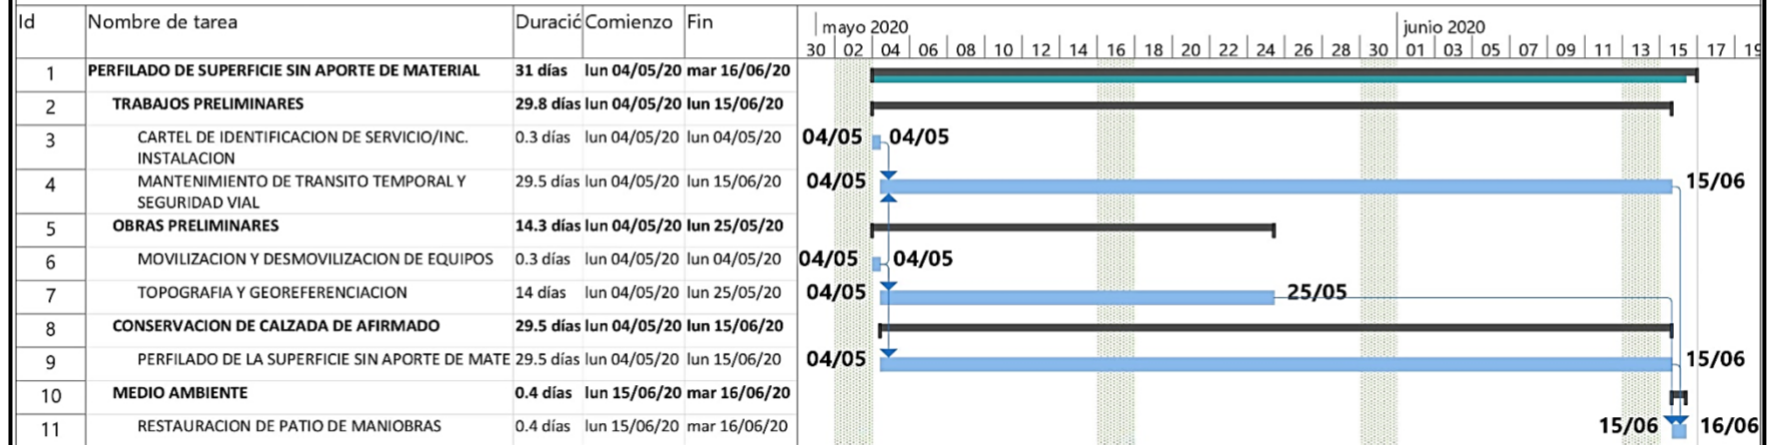 Id Nombre de tarea Duració Comienzo Fin mayo 2020 junio 2020
30 02 04 06 08 10 12 14 16 18 20 22 24 26 28 30 01 03 05 07 09 11 13 15 17 19
1 PERFILADO DE SUPERFICIE SIN APORTE DE MATERIAL 31 días lun 04/05/20 mar 16/06/20
2 TRABAJOS PRELIMINARES 29.8 días lun 04/05/20 lun 15/06/20
3 CARTEL DE IDENTIFICACION DE SERVICIO/INC. 0.3 días lun 04/05/20 lun 04/05/20 04/05 04/05
INSTALACION
4 MANTENIMIENTO DE TRANSITO TEMPORAL Y 29.5 días lun 04/05/20 lun 15/06/20 04/05 15/06
SEGURIDAD VIAL
5 OBRAS PRELIMINARES 14.3 días lun 04/05/20 lun 25/05/20
6 MOVILIZACION Y DESMOVILIZACION DE EQUIPOS 0.3 días lun 04/05/20 lun 04/05/20 04/05 04/05
7 TOPOGRAFIA Y GEOREFERENCIACION 14 días lun 04/05/20 lun 25/05/20 04/05 25/05
8 CONSERVACION DE CALZADA DE AFIRMADO 29.5 días lun 04/05/20 lun 15/06/20
9 PERFILADO DE LA SUPERFICIE SIN APORTE DE MATE 29.5 días lun 04/05/20 lun 15/06/20 04/05 15/06
10 MEDIO AMBIENTE 0.4 días lun 15/06/20 mar 16/06/20
11 RESTAURACION DE PATIO DE MANIOBRAS 0.4 días lun 15/06/20 mar 16/06/20 15/06 16/06